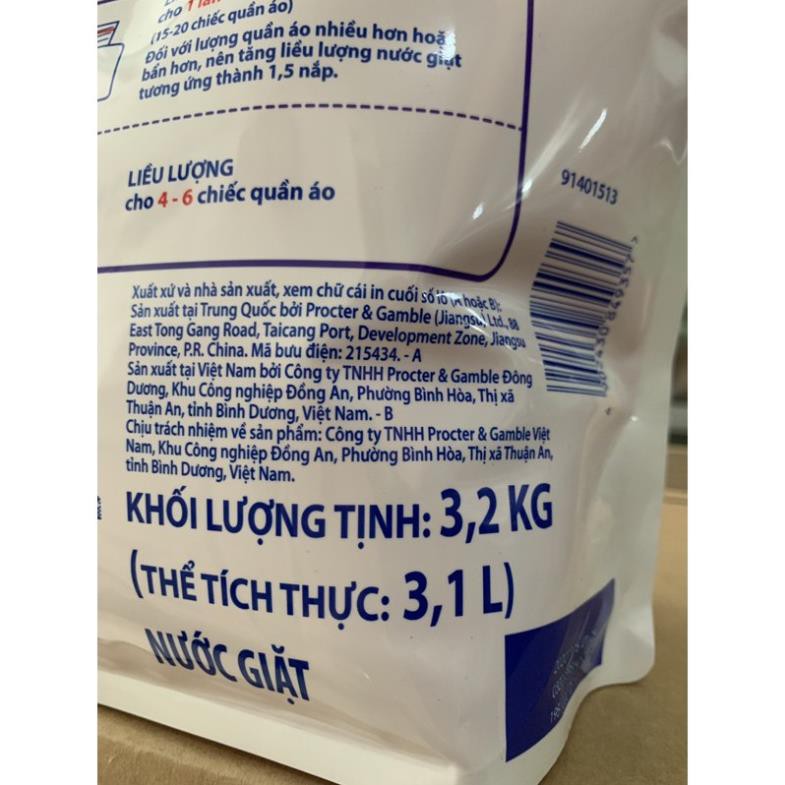 cho 1 lần
(15-20 chiếc quần áo)
Đối với lượng quần áo nhiều hơn hoặc
bẩn hơn, nên tăng liều lượng nước giặt
tương ứng thành 1,5 nắp.
LIỀU LƯỢNG
cho 4 - 6 chiếc quần áo
91401513
Xuất xứ và nhà sản xuất, xem chữ cái in cuối số lô (A hoặc B):
Sản xuất tại Trung Quốc bởi Procter & Gamble (Jiangsu) Ltd., 88
East Tong Gang Road, Taicang Port, Development Zone, Jiangsu
Province, P.R. China. Mã bưu điện: 215434. - A
Sản xuất tại Việt Nam bởi Công ty TNHH Procter & Gamble Đông
Dương, Khu Công nghiệp Đồng An, Phường Bình Hòa, Thị xã
Thuận An, tỉnh Bình Dương, Việt Nam. - B
Chịu trách nhiệm về sản phẩm: Công ty TNHH Procter & Gamble Việt
Nam, Khu Công nghiệp Đồng An, Phường Bình Hòa, Thị xã Thuận An,
tỉnh Bình Dương, Việt Nam.
KHỐI LƯỢNG TỊNH: 3,2 KG
(THỂ TÍCH THỰC: 3,1 L)
NƯỚC GIẶT